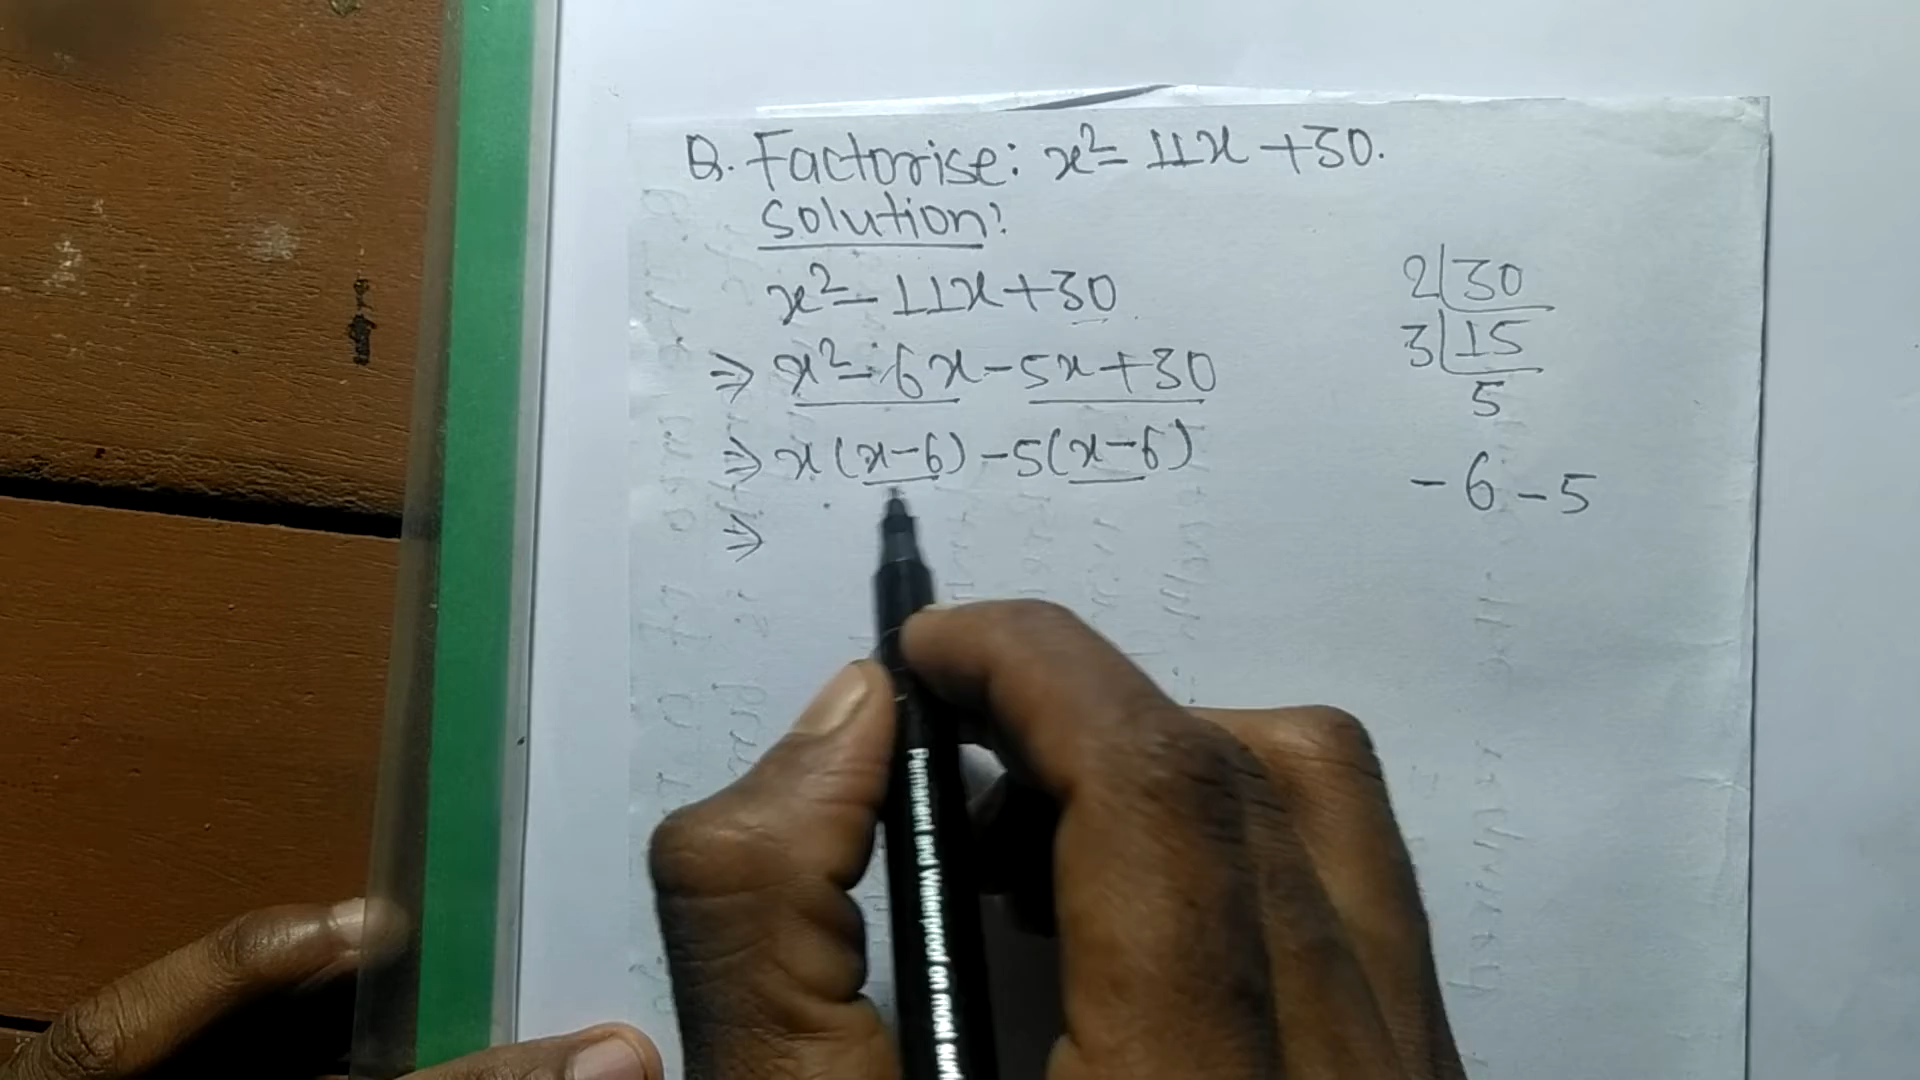 Q. Factorise: x² - 11x + 30.
Solution:
x² - 11x + 30
⇒ x² - 6x - 5x + 30
⇒ x(x-6) - 5(x-6)
⇒
2|30
3|15
5
- 6 - 5
Permanent and Waterproof on most surf